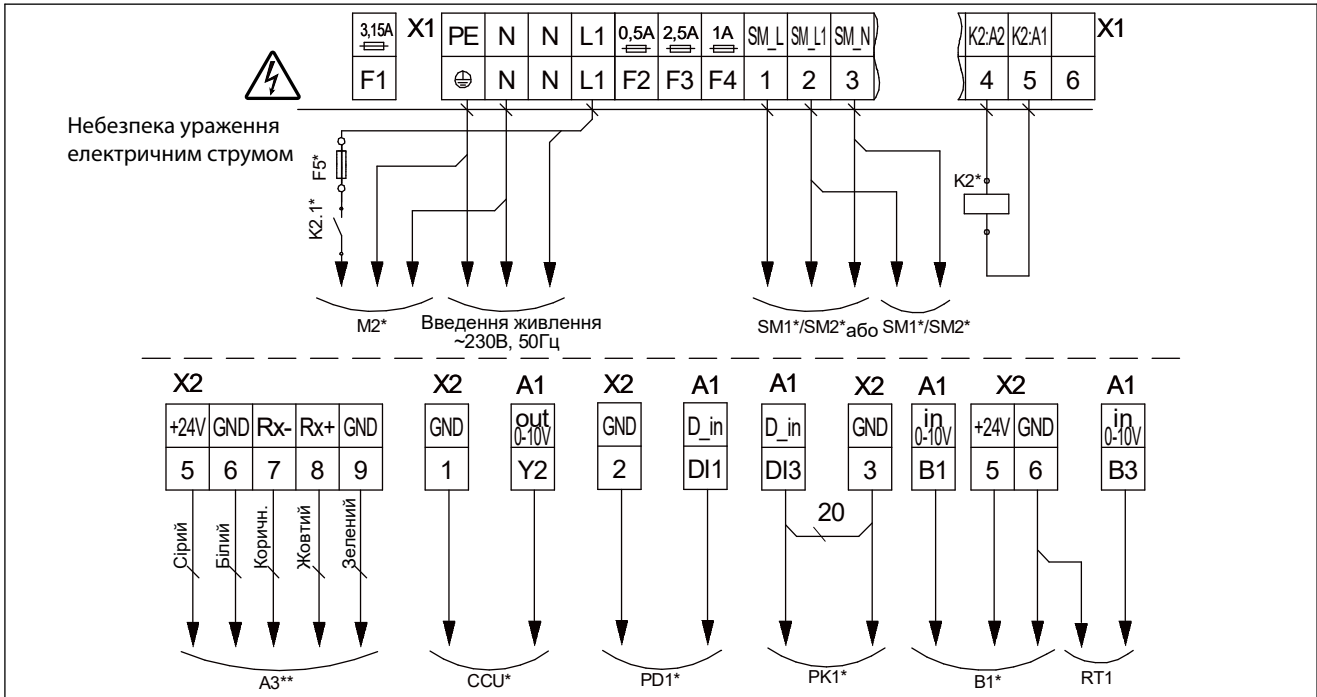 3,15A X1 PE N N L1 0,5A 2,5A 1A SM_L SM_L1 SM_N K2:A2 K2:A1 X1
F1 N N L1 F2 F3 F4 1 2 3 4 5 6
Небезпека ураження
електричним струмом
F5*
K2.1*
K2*
M2*
Введення живлення
~230В, 50Гц
SM1*/SM2* або SM1*/SM2*
X2 X2 A1 X2 A1 A1 X2 A1 X2 A1
+24V GND Rx- Rx+ GND GND out 0-10V GND D_in D_in GND in 0-10V +24V GND in 0-10V
5 6 7 8 9 1 Y2 2 DI1 DI3 3 B1 5 6 B3
20
Сірий
Білий
Коричн.
Жовтий
Зелений
A3** CCU* PD1* PK1* B1* RT1